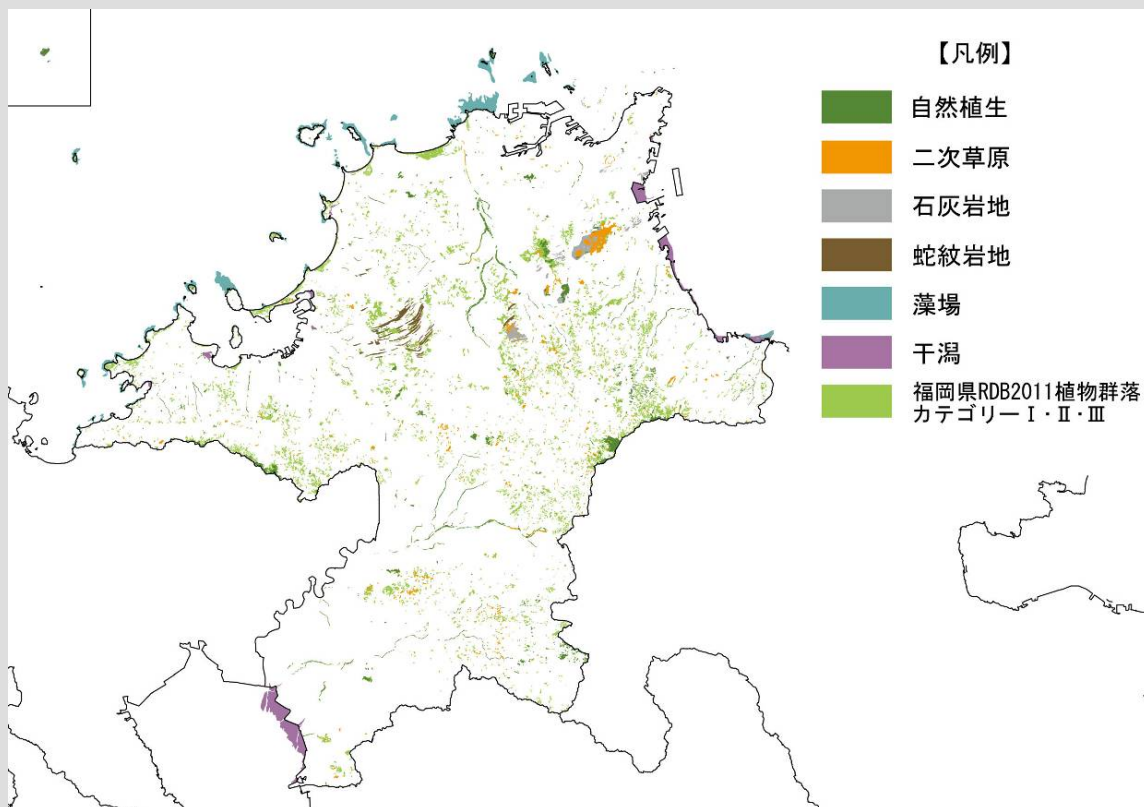 【凡例】
自然植生
二次草原
石灰岩地
蛇紋岩地
藻場
干潟
福岡県RDB2011植物群落
カテゴリーⅠ・Ⅱ・Ⅲ